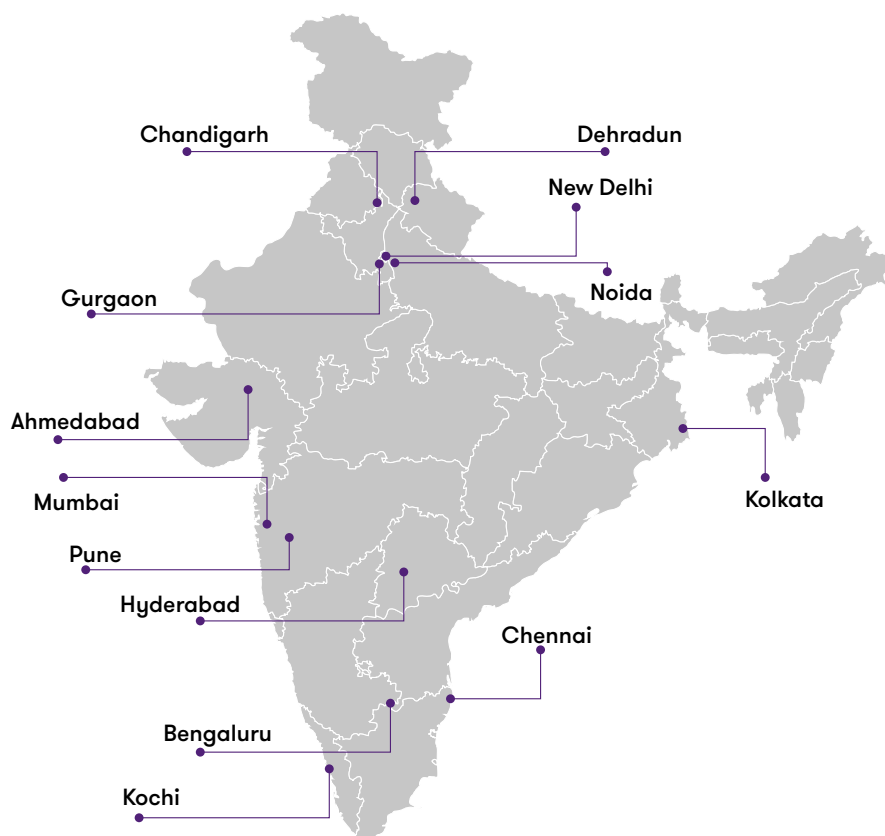 Chandigarh
Dehradun
New Delhi
Gurgaon
Noida
Ahmedabad
Mumbai
Kolkata
Pune
Hyderabad
Chennai
Bengaluru
Kochi